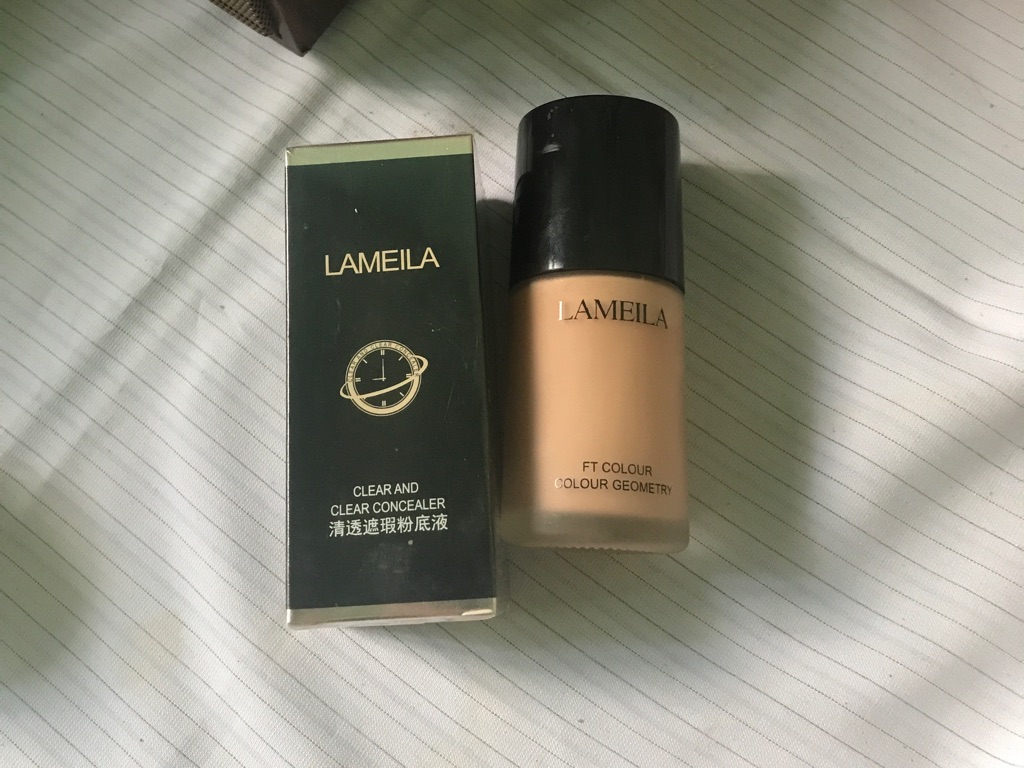 LAMEILA
CLEAR AND
CLEAR CONCEALER
清透遮瑕粉底液
LAMEILA
FT COLOUR
COLOUR GEOMETRY